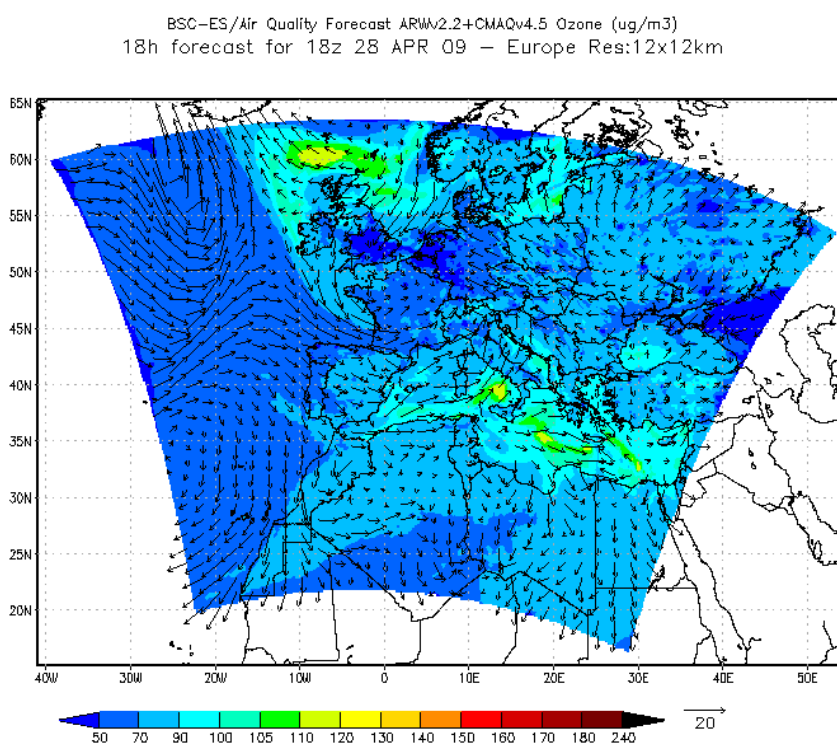 BSC-ES/Air Quality Forecast ARWv2.2+CMAQv4.5 Ozone (ug/m3)
18h forecast for 18z 28 APR 09 – Europe Res:12x12km
65N
60N
55N
50N
45N
40N
35N
30N
25N
20N
40W 30W 20W 10W 0 10E 20E 30E 40E 50E
50 70 90 100 105 110 120 130 140 150 160 170 180 240
20